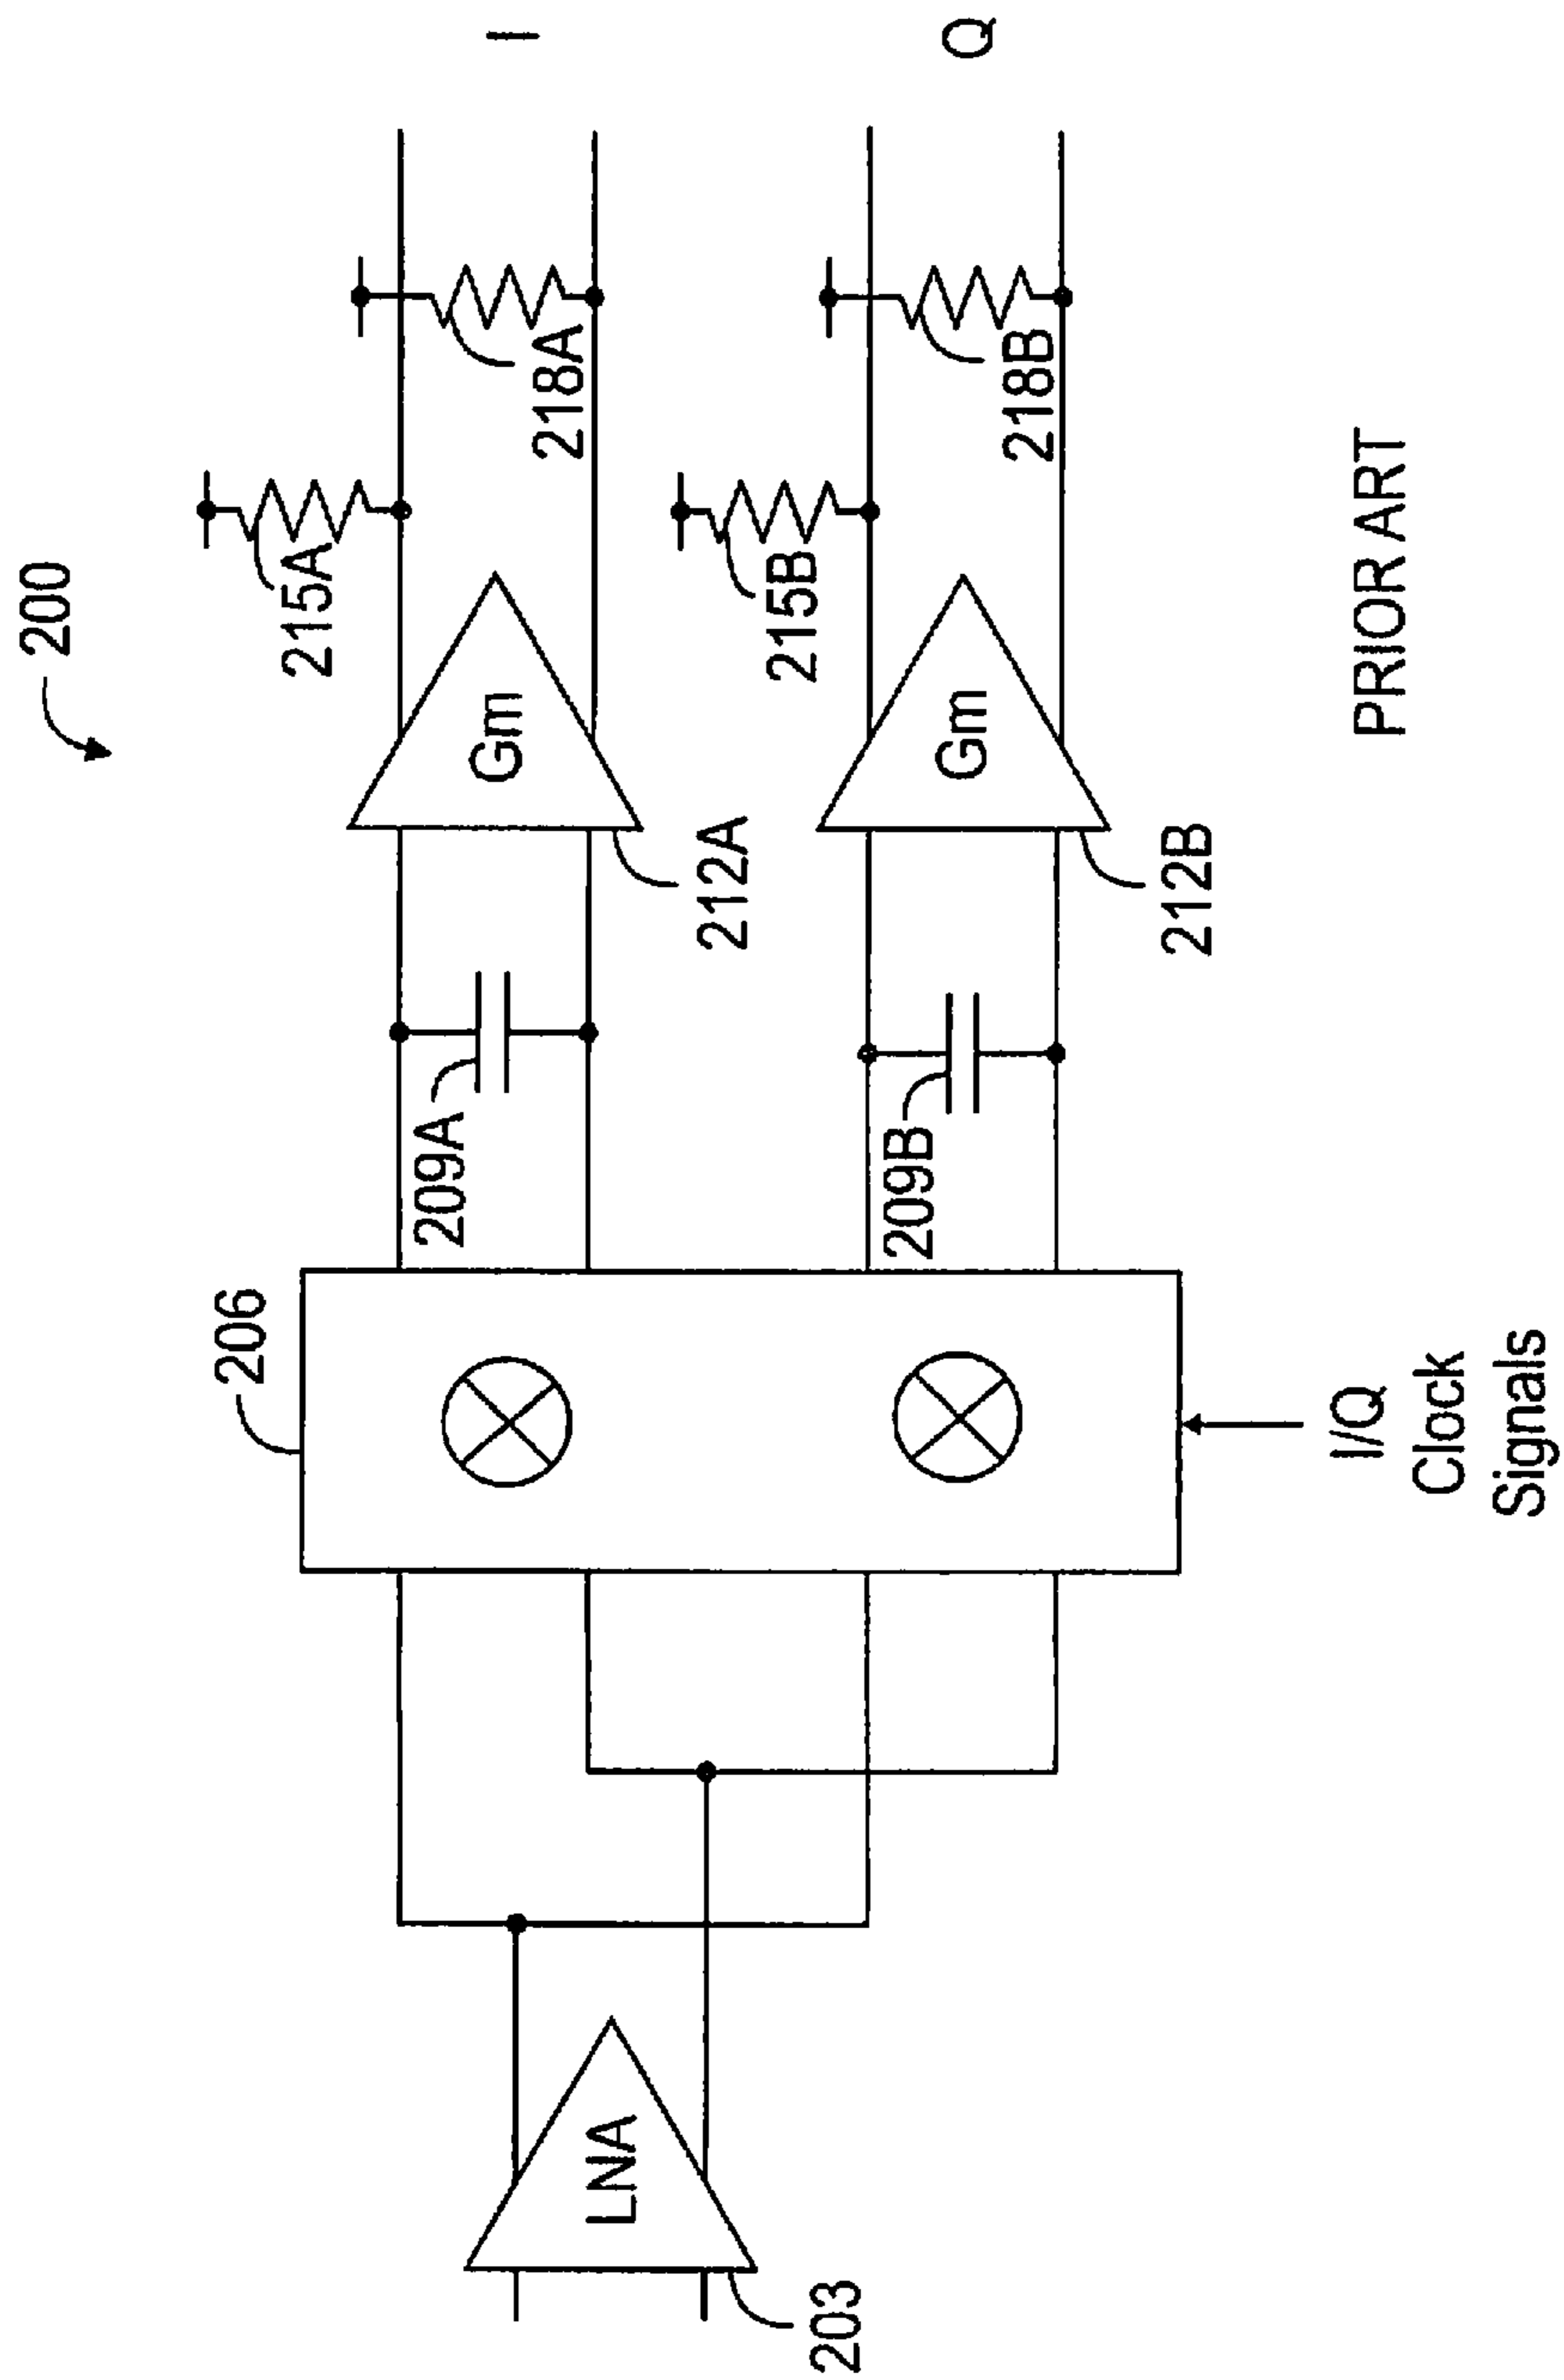 200
215A
218A
I
206
209A
Gm
212A
LNA
203
215B
218B
Q
209B
Gm
212B
I/Q
Clock
Signals
PRIOR ART